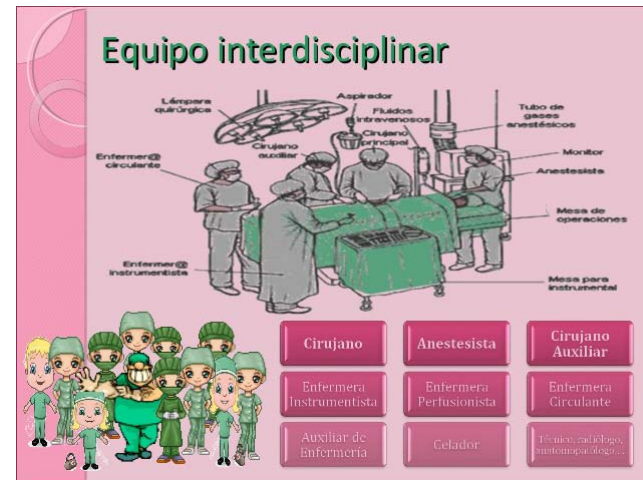 Equipo interdisciplinar
Lámpara
quirúrgica
Aspirador
Fluidos
intravenosos
Tubo de
gases
anestésicos
Cirujano
auxiliar
Cirujano
principal
Enfermer@
circulante
Monitor
Anestesista
Mesa de
operaciones
Enfermer@
instrumentista
Mesa para
instrumental
Cirujano
Anestesista
Cirujano
Auxiliar
Enfermera
Instrumentista
Enfermera
Perfusionista
Enfermera
Circulante
Auxiliar de
Enfermería
Celador
Técnico, radiólogo,
anatomopatólogo,...